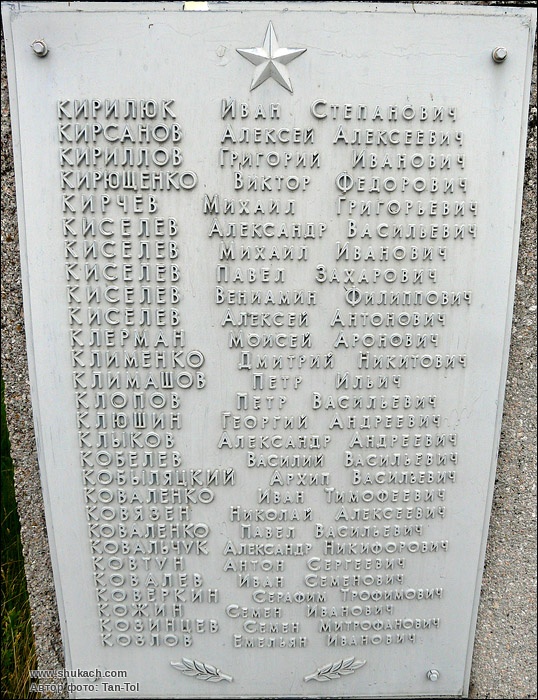 КИРИЛЮК ИВАН СТЕПАНОВИЧ
КИРСАНОВ АЛЕКСЕЙ АЛЕКСЕЕВИЧ
КИРИЛЛОВ ГРИГОРИЙ ИВАНОВИЧ
КИРЮЩЕНКО ВИКТОР ФЕДОРОВИЧ
КИРЧЕВ МИХАИЛ ГРИГОРЬЕВИЧ
КИСЕЛЕВ АЛЕКСАНДР ВАСИЛЬЕВИЧ
КИСЕЛЕВ МИХАИЛ ИВАНОВИЧ
КИСЕЛЕВ ПАВЕЛ ЗАХАРОВИЧ
КИСЕЛЕВ ВЕНИАМИН ФИЛИППОВИЧ
КИСЕЛЕВ АЛЕКСЕЙ АНТОНОВИЧ
КЛЕРМАН МОИСЕЙ АРОНОВИЧ
КЛИМЕНКО ДМИТРИЙ НИКИТОВИЧ
КЛИМАШОВ ПЕТР ИЛЬИЧ
КЛОПОВ ПЕТР ВАСИЛЬЕВИЧ
КЛЮШИН ГЕОРГИЙ АНДРЕЕВИЧ
КЛЫКОВ АЛЕКСАНДР АНДРЕЕВИЧ
КОБЕЛЕВ ВАСИЛИЙ ВАСИЛЬЕВИЧ
КОБЫЛЯЦКИЙ АРХИП ВАСИЛЬЕВИЧ
КОВАЛЕНКО ИВАН ТИМОФЕЕВИЧ
КОВЯЗЕН НИКОЛАЙ АЛЕКСЕЕВИЧ
КОВАЛЕНКО ПАВЕЛ ВАСИЛЬЕВИЧ
КОВАЛЬЧУК АЛЕКСАНДР НИКИФОРОВИЧ
КОВТУН АНТОН СЕРГЕЕВИЧ
КОВАЛЕВ ИВАН СЕМЕНОВИЧ
КОВЕРКИН СЕРАФИМ ТРОФИМОВИЧ
КОЖИН СЕМЕН ИВАНОВИЧ
КОЗИНЦЕВ СЕМЕН МИТРОФАНОВИЧ
КОЗЛОВ ЕМЕЛЬЯН ИВАНОВИЧ
www.shukach.com
Автор фото: Tan-Tol